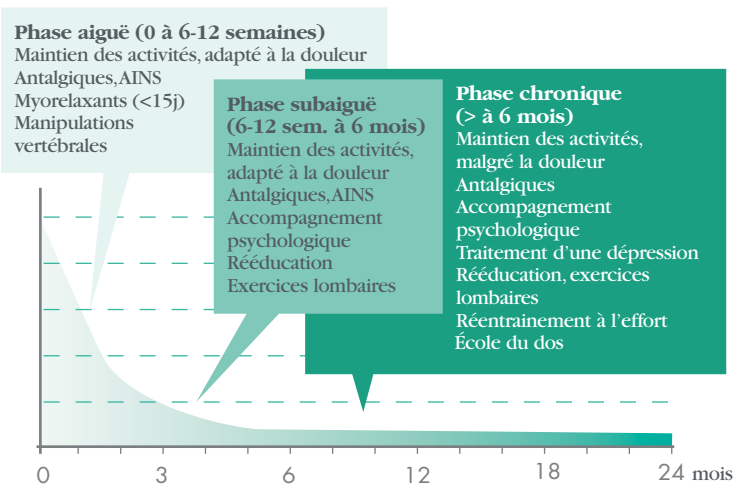 Phase aiguë (0 à 6-12 semaines)
Maintien des activités, adapté à la douleur
Antalgiques,AINS
Myorelaxants (<15j)
Manipulations
vertébrales
Phase subaiguë
(6-12 sem. à 6 mois)
Maintien des activités,
adapté à la douleur
Antalgiques,AINS
Accompagnement
psychologique
Rééducation
Exercices lombaires
Phase chronique
(> à 6 mois)
Maintien des activités,
malgré la douleur
Antalgiques
Accompagnement
psychologique
Traitement d'une dépression
Rééducation, exercices
lombaires
Réentrainement à l'effort
École du dos
0 3 6 12 18 24 mois